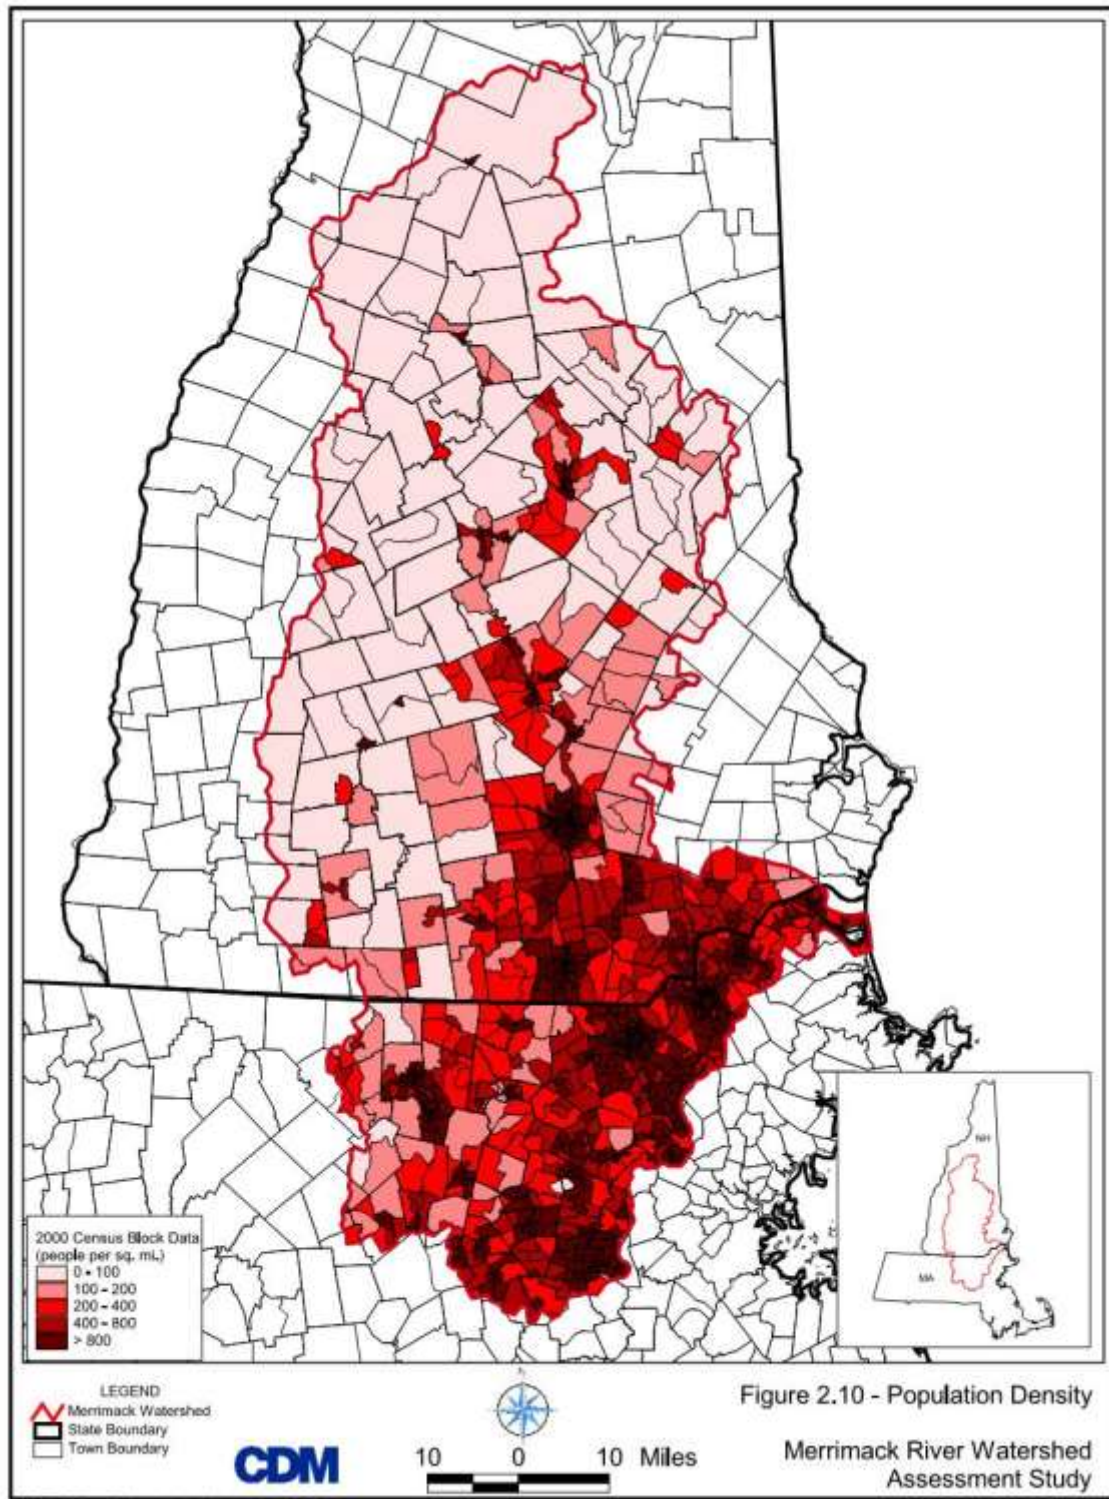 NH
MA
2000 Census Block Data
(people per sq. mi.)
0 - 100
100 - 200
200 - 400
400 - 800
> 800
LEGEND
Merrimack Watershed
State Boundary
Town Boundary
CDM
N
10 0 10 Miles
Figure 2.10 - Population Density
Merrimack River Watershed
Assessment Study